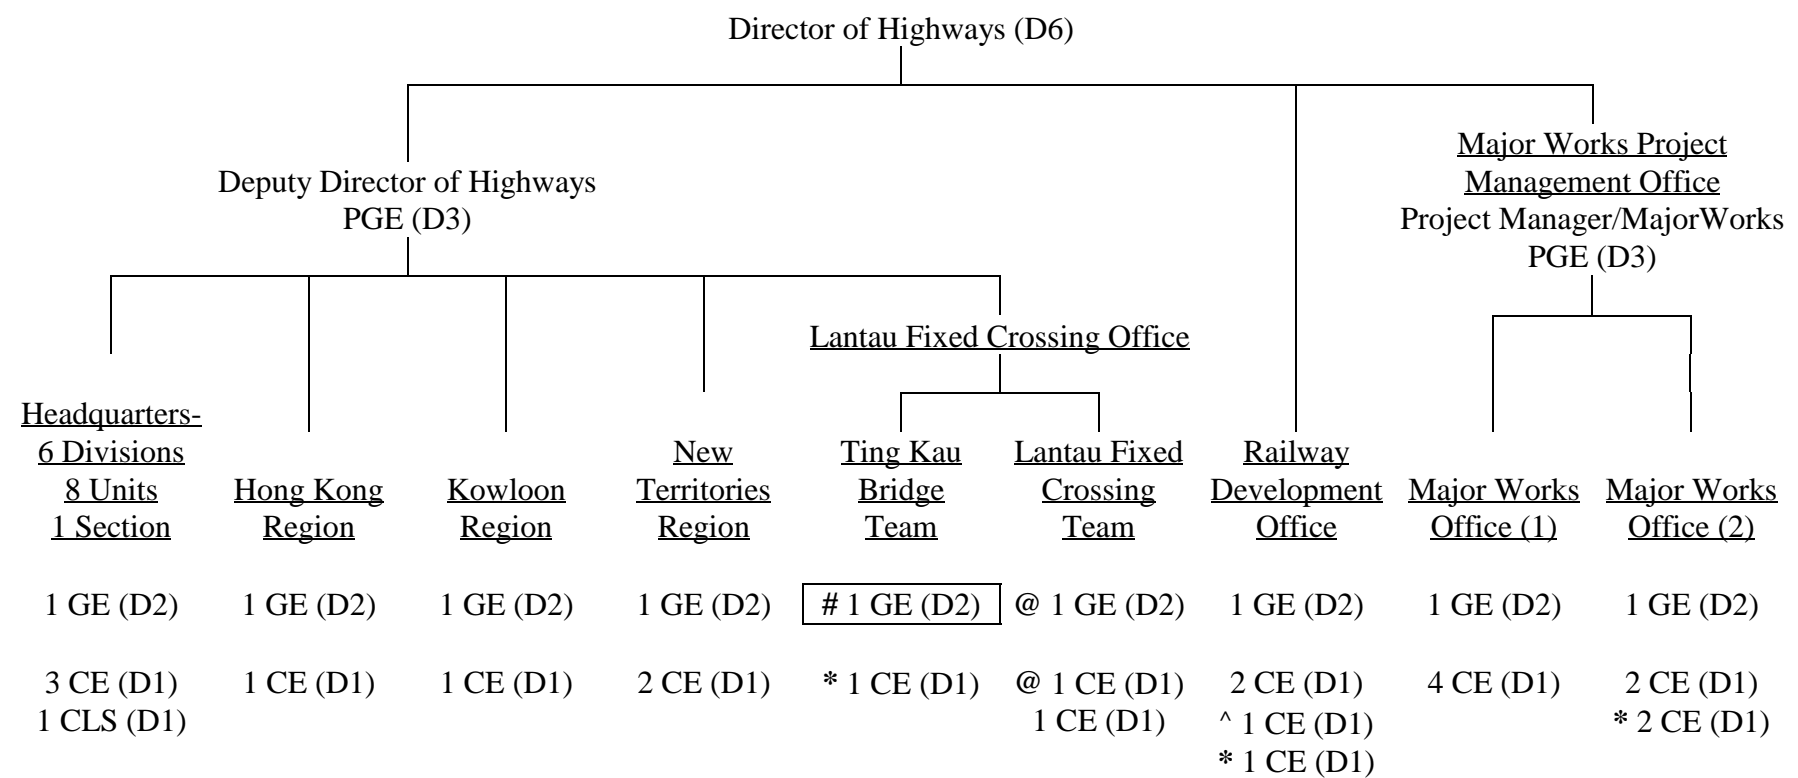 Director of Highways (D6)
Deputy Director of Highways
PGE (D3)
Major Works Project
Management Office
Project Manager/MajorWorks
PGE (D3)
Lantau Fixed Crossing Office
Headquarters-
6 Divisions
8 Units
1 Section
1 GE (D2)
3 CE (D1)
1 CLS (D1)
Hong Kong
Region
1 GE (D2)
1 CE (D1)
Kowloon
Region
1 GE (D2)
1 CE (D1)
New
Territories
Region
1 GE (D2)
2 CE (D1)
Ting Kau
Bridge
Team
# 1 GE (D2)
* 1 CE (D1)
Lantau Fixed
Crossing
Team
@ 1 GE (D2)
@ 1 CE (D1)
1 CE (D1)
Railway
Development
Office
1 GE (D2)
2 CE (D1)
^ 1 CE (D1)
* 1 CE (D1)
Major Works
Office (1)
1 GE (D2)
4 CE (D1)
Major Works
Office (2)
1 GE (D2)
2 CE (D1)
* 2 CE (D1)